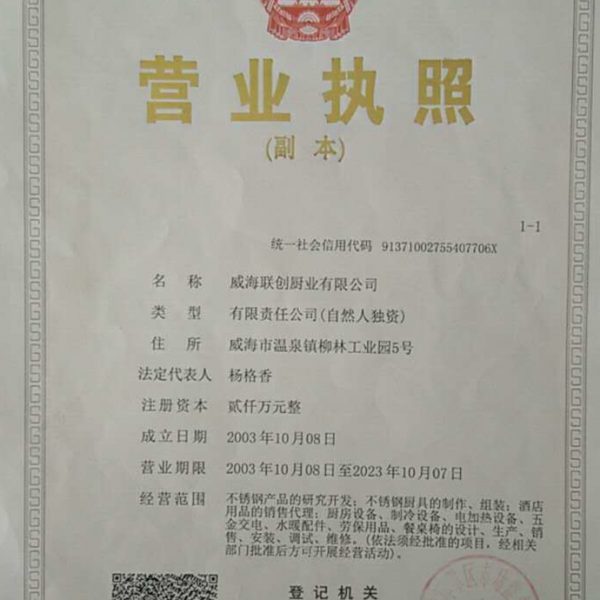 营业执照
(副本)
1-1
统一社会信用代码 91371002755407706X
名称 威海联创厨业有限公司
类型 有限责任公司(自然人独资)
住所 威海市温泉镇柳林工业园5号
法定代表人 杨格香
注册资本 贰仟万元整
成立日期 2003年10月08日
营业期限 2003年10月08日至2023年10月07日
经营范围 不锈钢产品的研究开发；不锈钢厨具的制作、组装；酒店
用品的销售代理；厨房设备、制冷设备、电加热设备、五
金交电、水暖配件、劳保用品、餐桌椅的设计、生产、销
售、安装、调试、维修。(依法须经批准的项目，经相关
部门批准后方可开展经营活动)。
登记机关